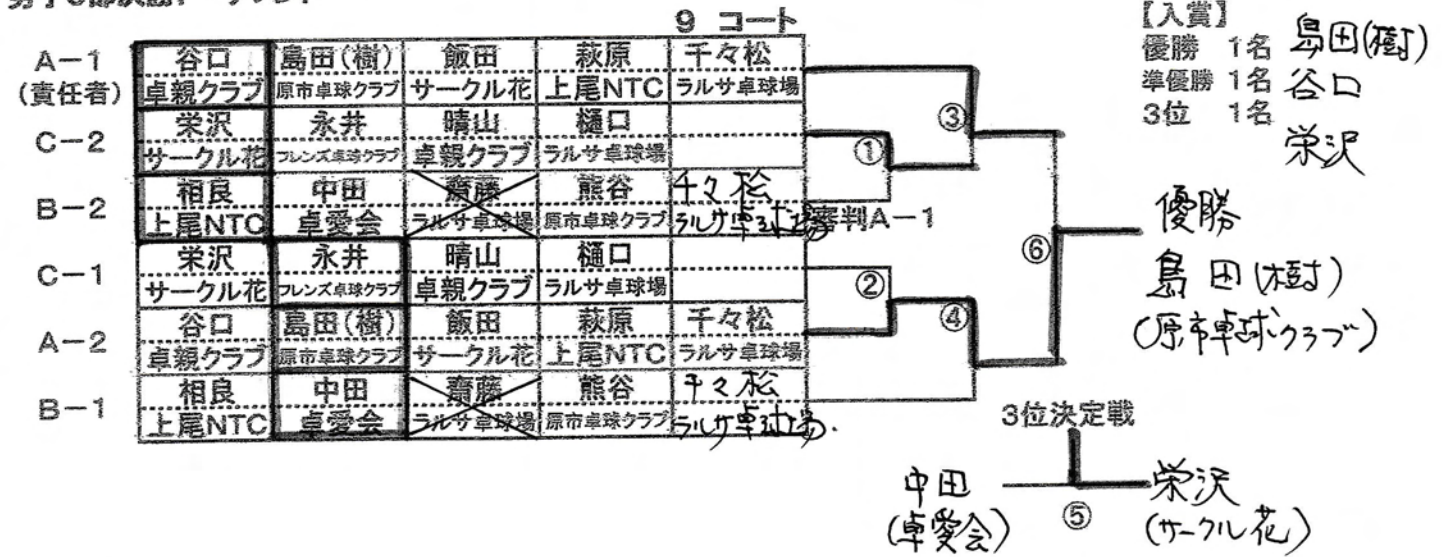 9 コート
A-1 谷口 島田(樹) 飯田 萩原 千々松
(責任者) 卓親クラブ 原市卓球クラブ サークル花 上尾NTC ラルサ卓球場
C-2 栄沢 永井 晴山 樋口
サークル花 フレンズ卓球クラブ 卓親クラブ ラルサ卓球場
B-2 相良 中田 齋藤 熊谷 千々松
上尾NTC 卓愛会 ラルサ卓球場 原市卓球クラブ ラルサ卓球場
C-1 栄沢 永井 晴山 樋口
サークル花 フレンズ卓球クラブ 卓親クラブ ラルサ卓球場
A-2 谷口 島田(樹) 飯田 萩原 千々松
卓親クラブ 原市卓球クラブ サークル花 上尾NTC ラルサ卓球場
B-1 相良 中田 齋藤 熊谷 千々松
上尾NTC 卓愛会 ラルサ卓球場 原市卓球クラブ ラルサ卓球場
③
①
審判A-1
⑥
②
④
【入賞】
優勝 1名 島田(樹)
準優勝 1名 谷口
3位 1名 栄沢
優勝
島田(樹)
(原市卓球クラブ)
3位決定戦
中田 栄沢
(卓愛会) ⑤ (サークル花)